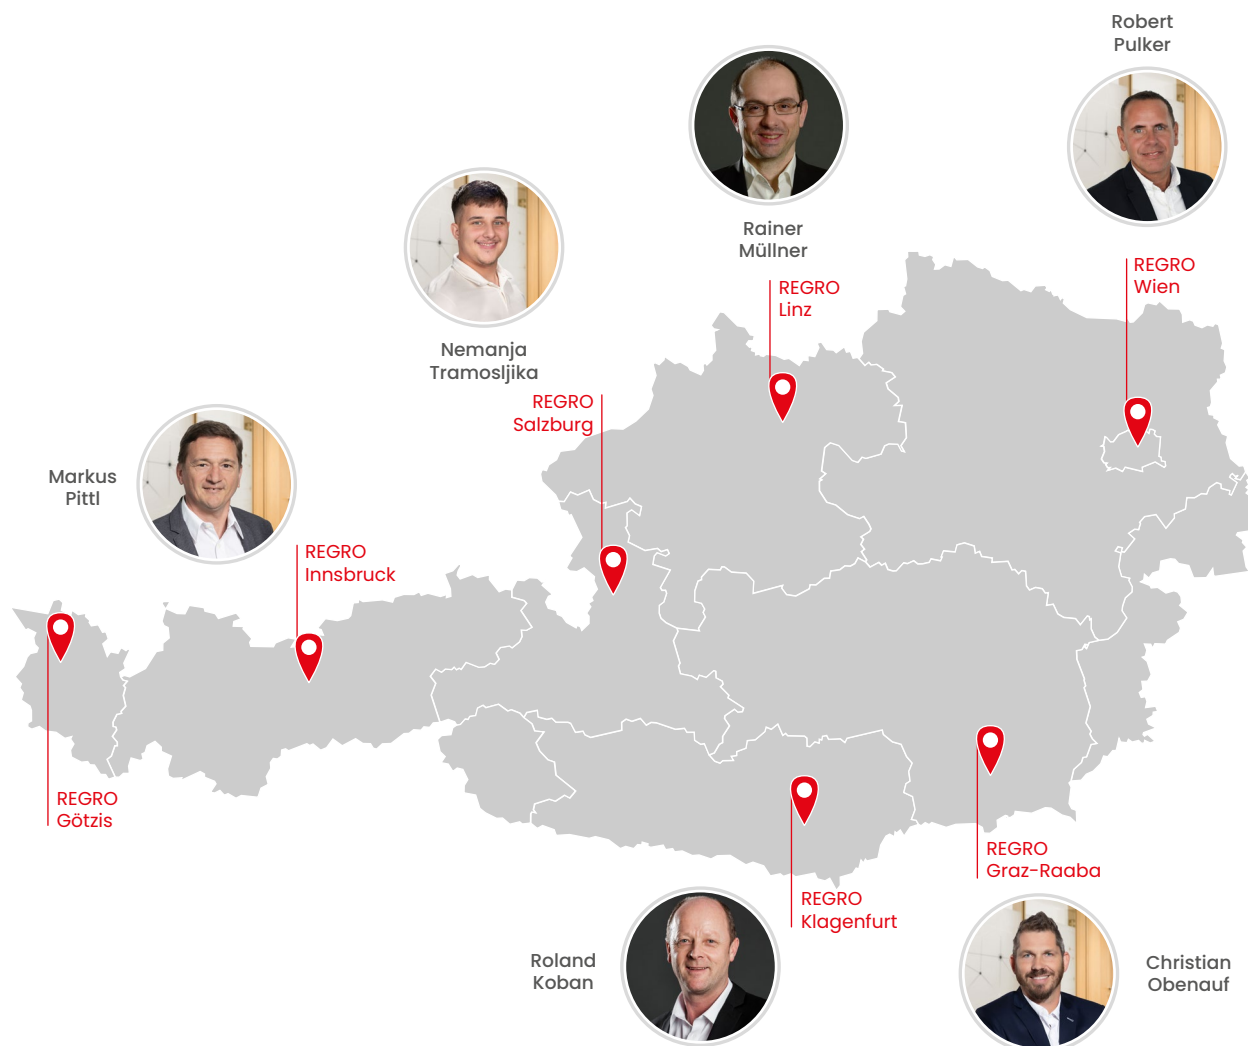 Robert
Pulker
Rainer
Müllner
REGRO
Wien
REGRO
Linz
Nemanja
Tramosljika
REGRO
Salzburg
Markus
Pittl
REGRO
Innsbruck
REGRO
Götzis
REGRO
Graz-Raaba
REGRO
Klagenfurt
Roland
Koban
Christian
Obenauf